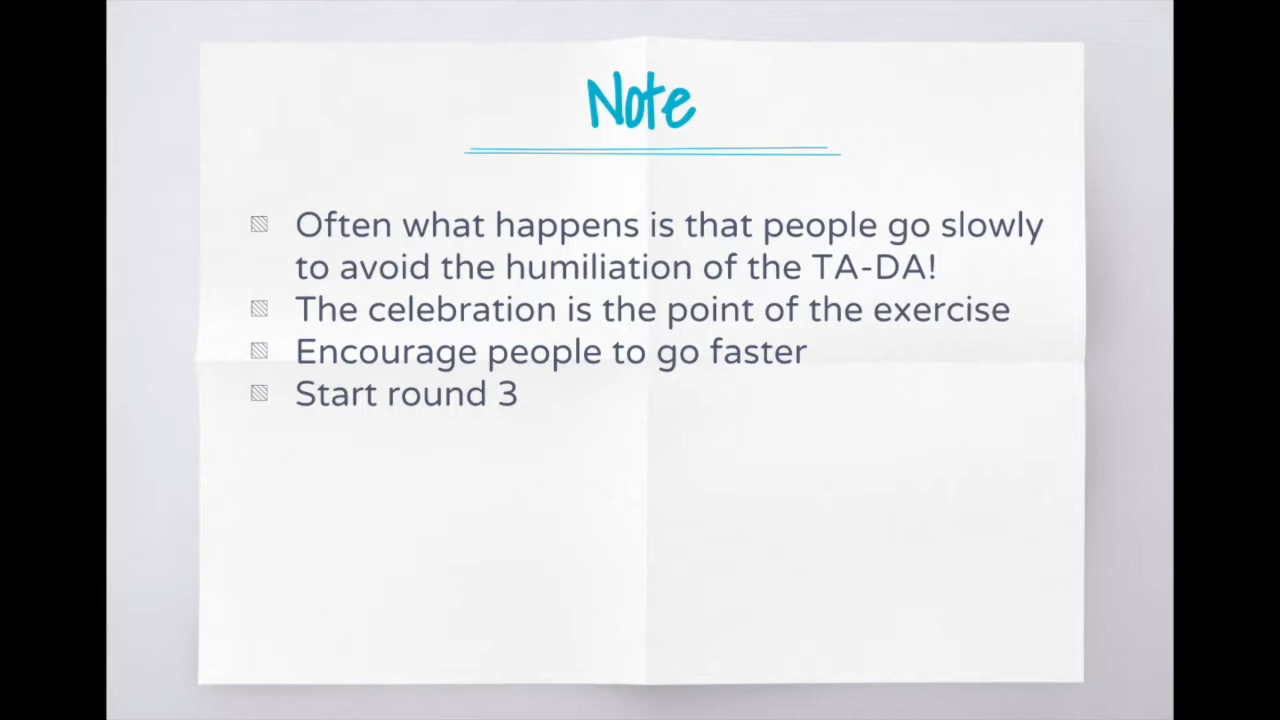 Note
Often what happens is that people go slowly
to avoid the humiliation of the TA-DA!
The celebration is the point of the exercise
Encourage people to go faster
Start round 3